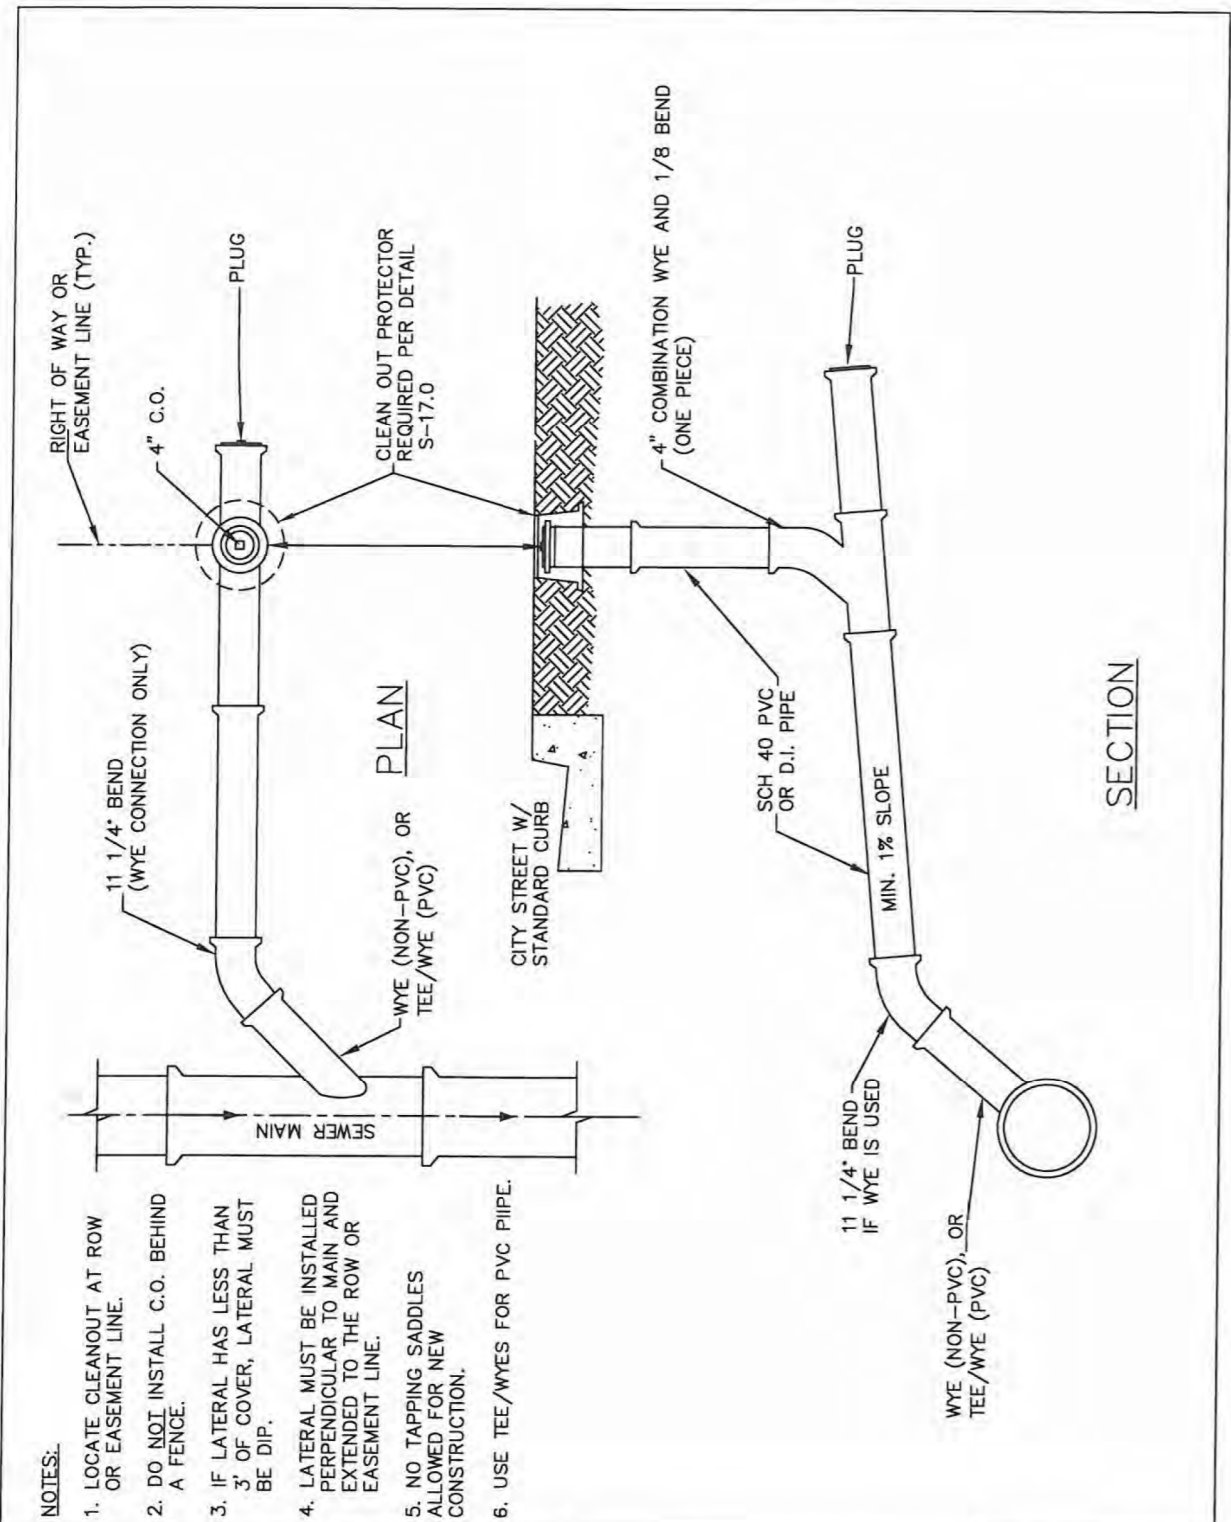 NOTES:
1. LOCATE CLEANOUT AT ROW
OR EASEMENT LINE.
2. DO NOT INSTALL C.O. BEHIND
A FENCE.
3. IF LATERAL HAS LESS THAN
3' OF COVER, LATERAL MUST
BE DIP.
4. LATERAL MUST BE INSTALLED
PERPENDICULAR TO MAIN AND
EXTENDED TO THE ROW OR
EASEMENT LINE.
5. NO TAPPING SADDLES
ALLOWED FOR NEW
CONSTRUCTION.
6. USE TEE/WYES FOR PVC PIIPE.
SEWER MAIN
11 1/4° BEND
(WYE CONNECTION ONLY)
WYE (NON-PVC), OR
TEE/WYE (PVC)
RIGHT OF WAY OR
EASEMENT LINE (TYP.)
4" C.O.
PLUG
CLEAN OUT PROTECTOR
REQUIRED PER DETAIL
S-17.0
PLAN
CITY STREET W/
STANDARD CURB
4" COMBINATION WYE AND 1/8 BEND
(ONE PIECE)
PLUG
SCH 40 PVC
OR D.I. PIPE
MIN. 1% SLOPE
11 1/4° BEND
IF WYE IS USED
WYE (NON-PVC), OR
TEE/WYE (PVC)
SECTION